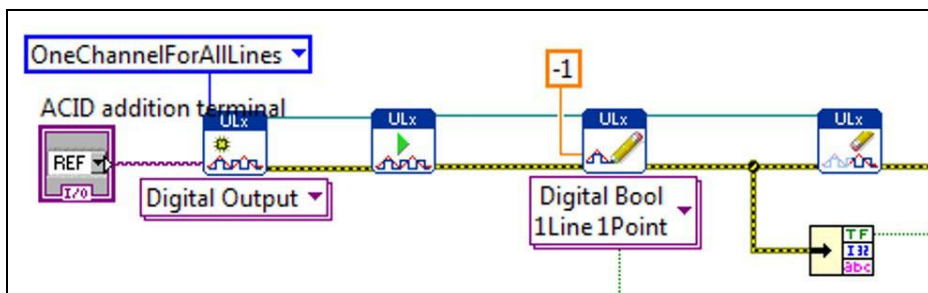 OneChannelForAllLines
-1
ACID addition terminal
ULx
ULx
ULx
ULx
REF
I/O
Digital Output
Digital Bool
1Line 1Point
TF
I32
abc